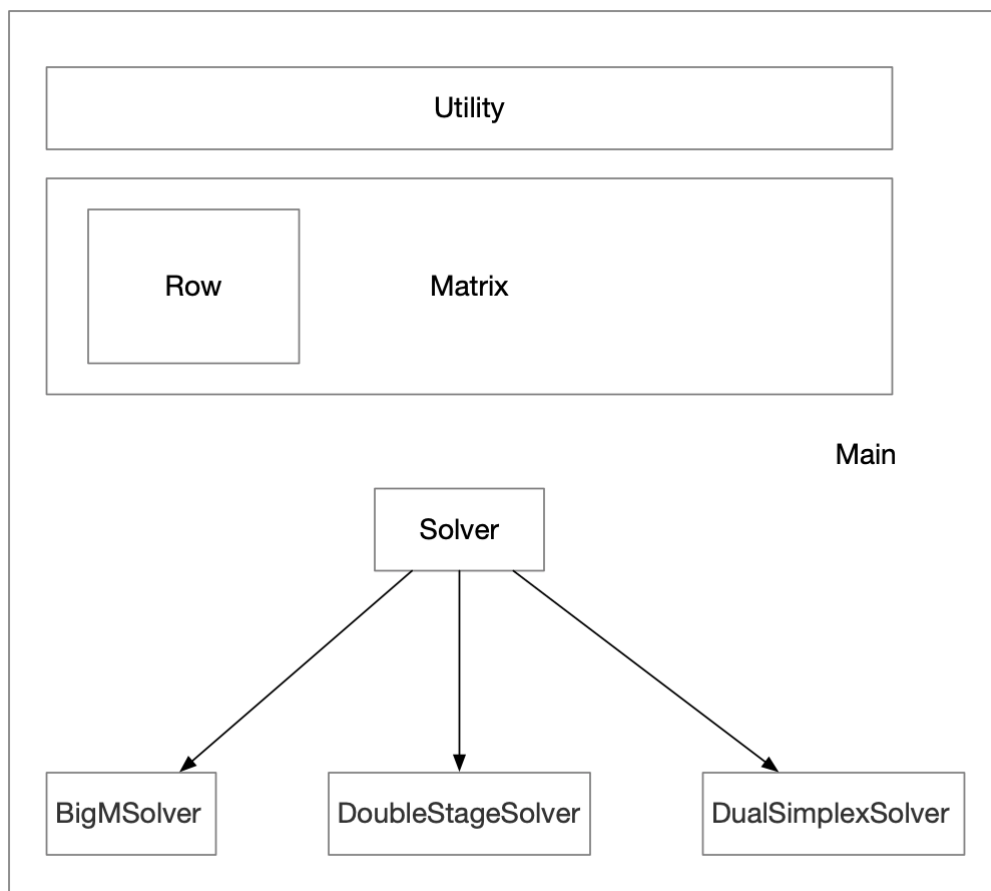 Utility
Row
Matrix
Main
Solver
BigMSolver
DoubleStageSolver
DualSimplexSolver